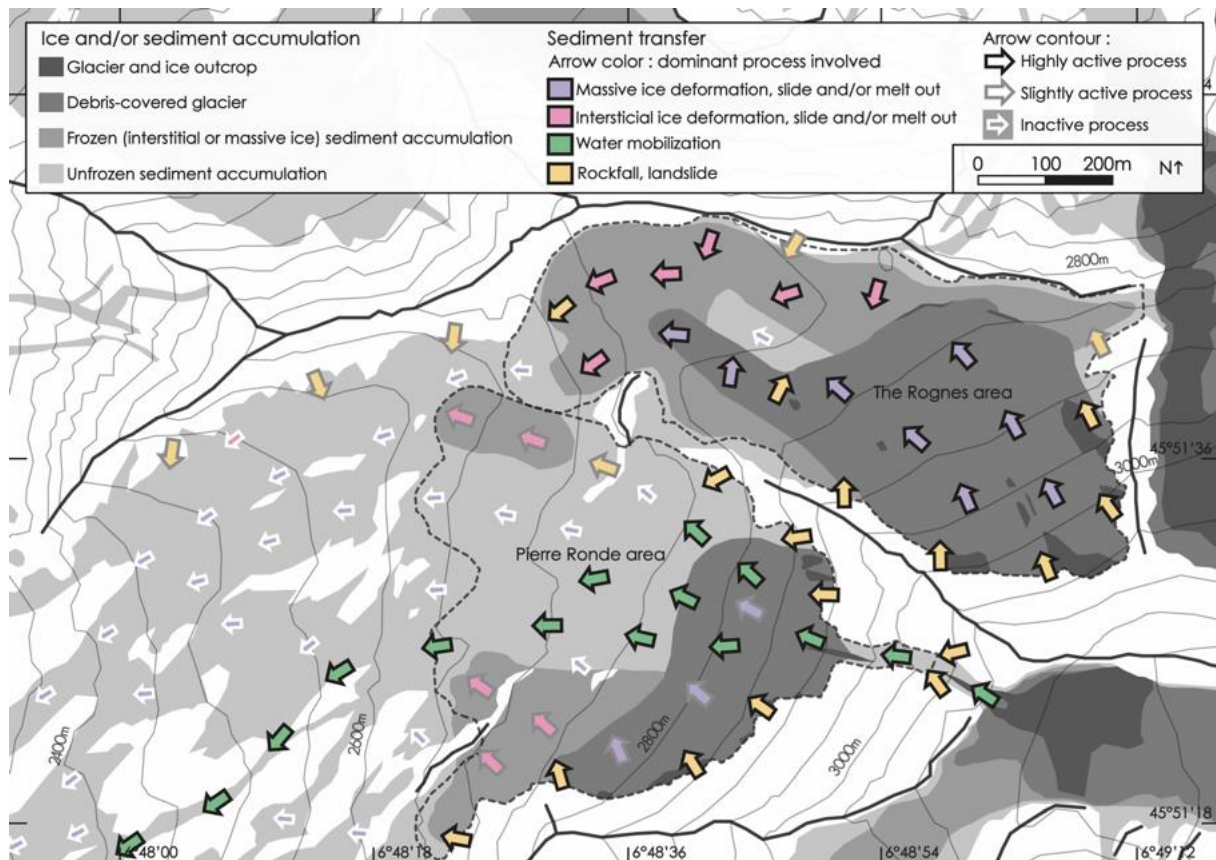 Ice and/or sediment accumulation
Glacier and ice outcrop
Debris-covered glacier
Frozen (interstitial or massive ice) sediment accumulation
Unfrozen sediment accumulation
Sediment transfer
Arrow color : dominant process involved
Massive ice deformation, slide and/or melt out
Intersticial ice deformation, slide and/or melt out
Water mobilization
Rockfall, landslide
Arrow contour :
Highly active process
Slightly active process
Inactive process
0 100 200m N↑
4
2800m
The Rognes area
45°51'36
3000m
Pierre Ronde area
2400m
2600m
2800m
3000m
45°51'18
6°48'00
6°48'18
6°48'36
6°48'54
6°49'12